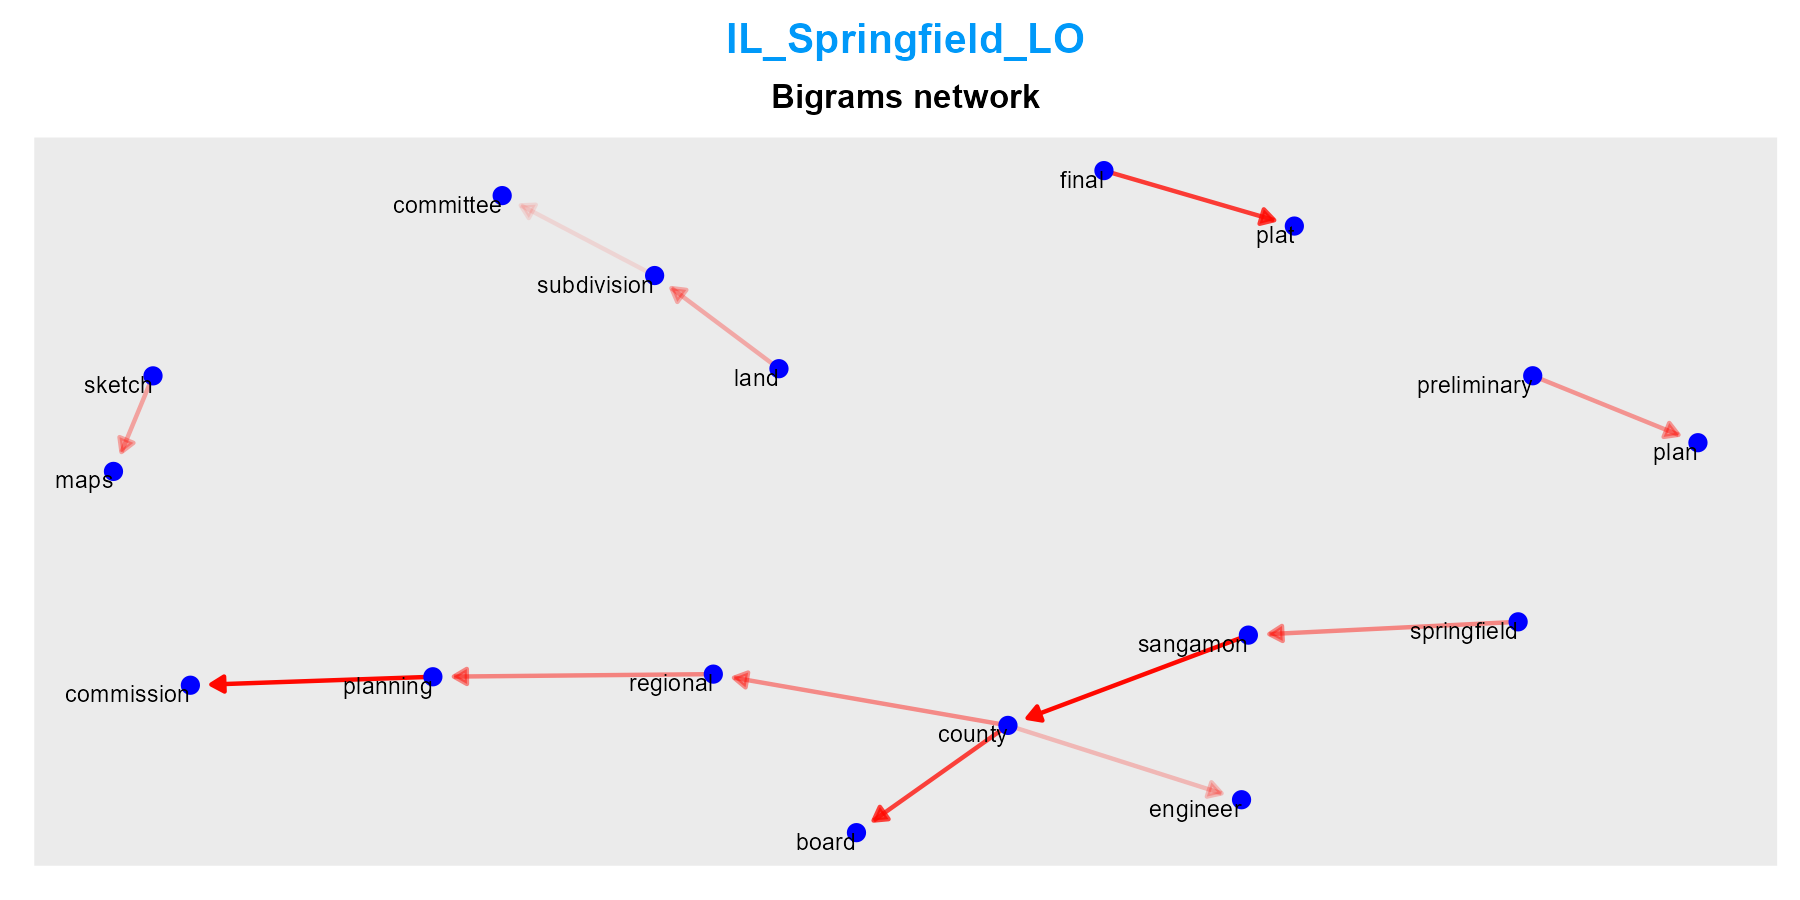 IL_Springfield_LO
Bigrams network
final
committee
plat
subdivision
land
sketch
preliminary
plan
maps
springfield
sangamon
regional
planning
commission
county
engineer
board